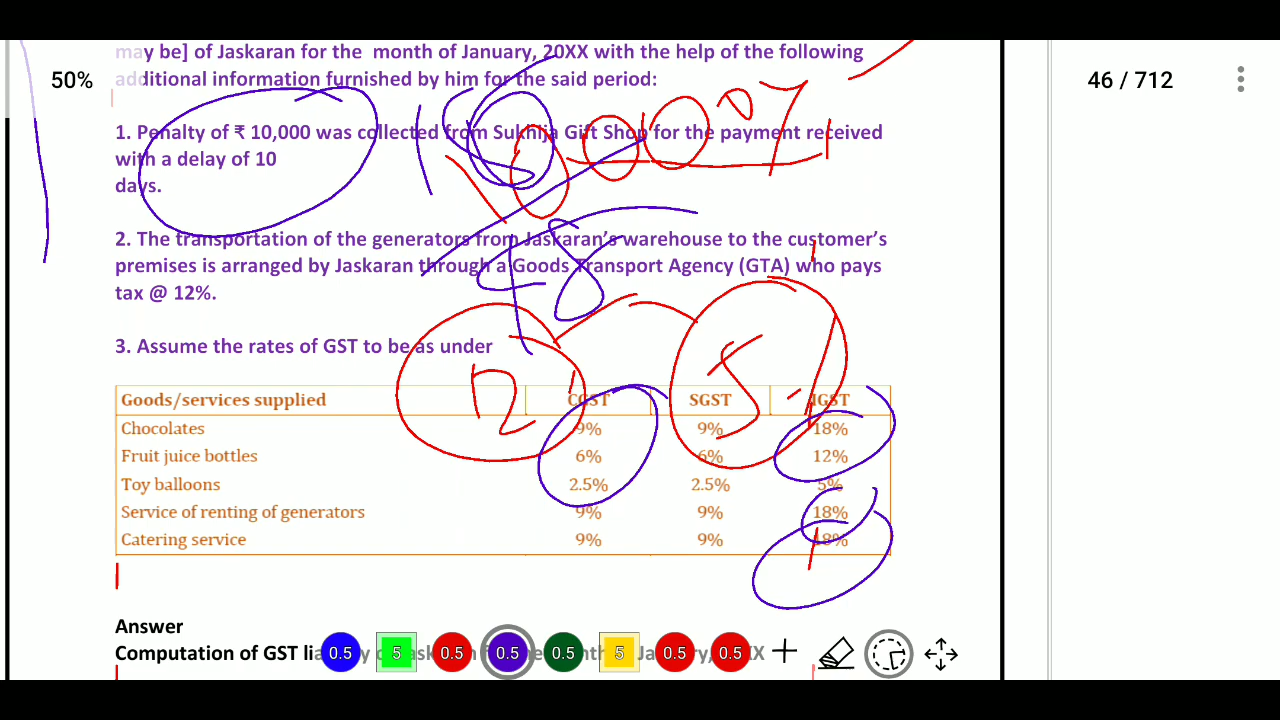 may be] of Jaskaran for the month of January, 20XX with the help of the following
50%
additional information furnished by him for the said period:
46 / 712
1. Penalty of ₹ 10,000 was collected from Sukhija Gift Shop for the payment received
with a delay of 10
days.
2. The transportation of the generators from Jaskaran’s warehouse to the customer’s
premises is arranged by Jaskaran through a Goods Transport Agency (GTA) who pays
tax @ 12%.
3. Assume the rates of GST to be as under
Goods/services supplied CGST SGST IGST
Chocolates 9% 9% 18%
Fruit juice bottles 6% 6% 12%
Toy balloons 2.5% 2.5% 5%
Service of renting of generators 9% 9% 18%
Catering service 9% 9% 18%
Answer
Computation of GST
0.5 5 0.5 0.5 0.5 5 0.5 0.5